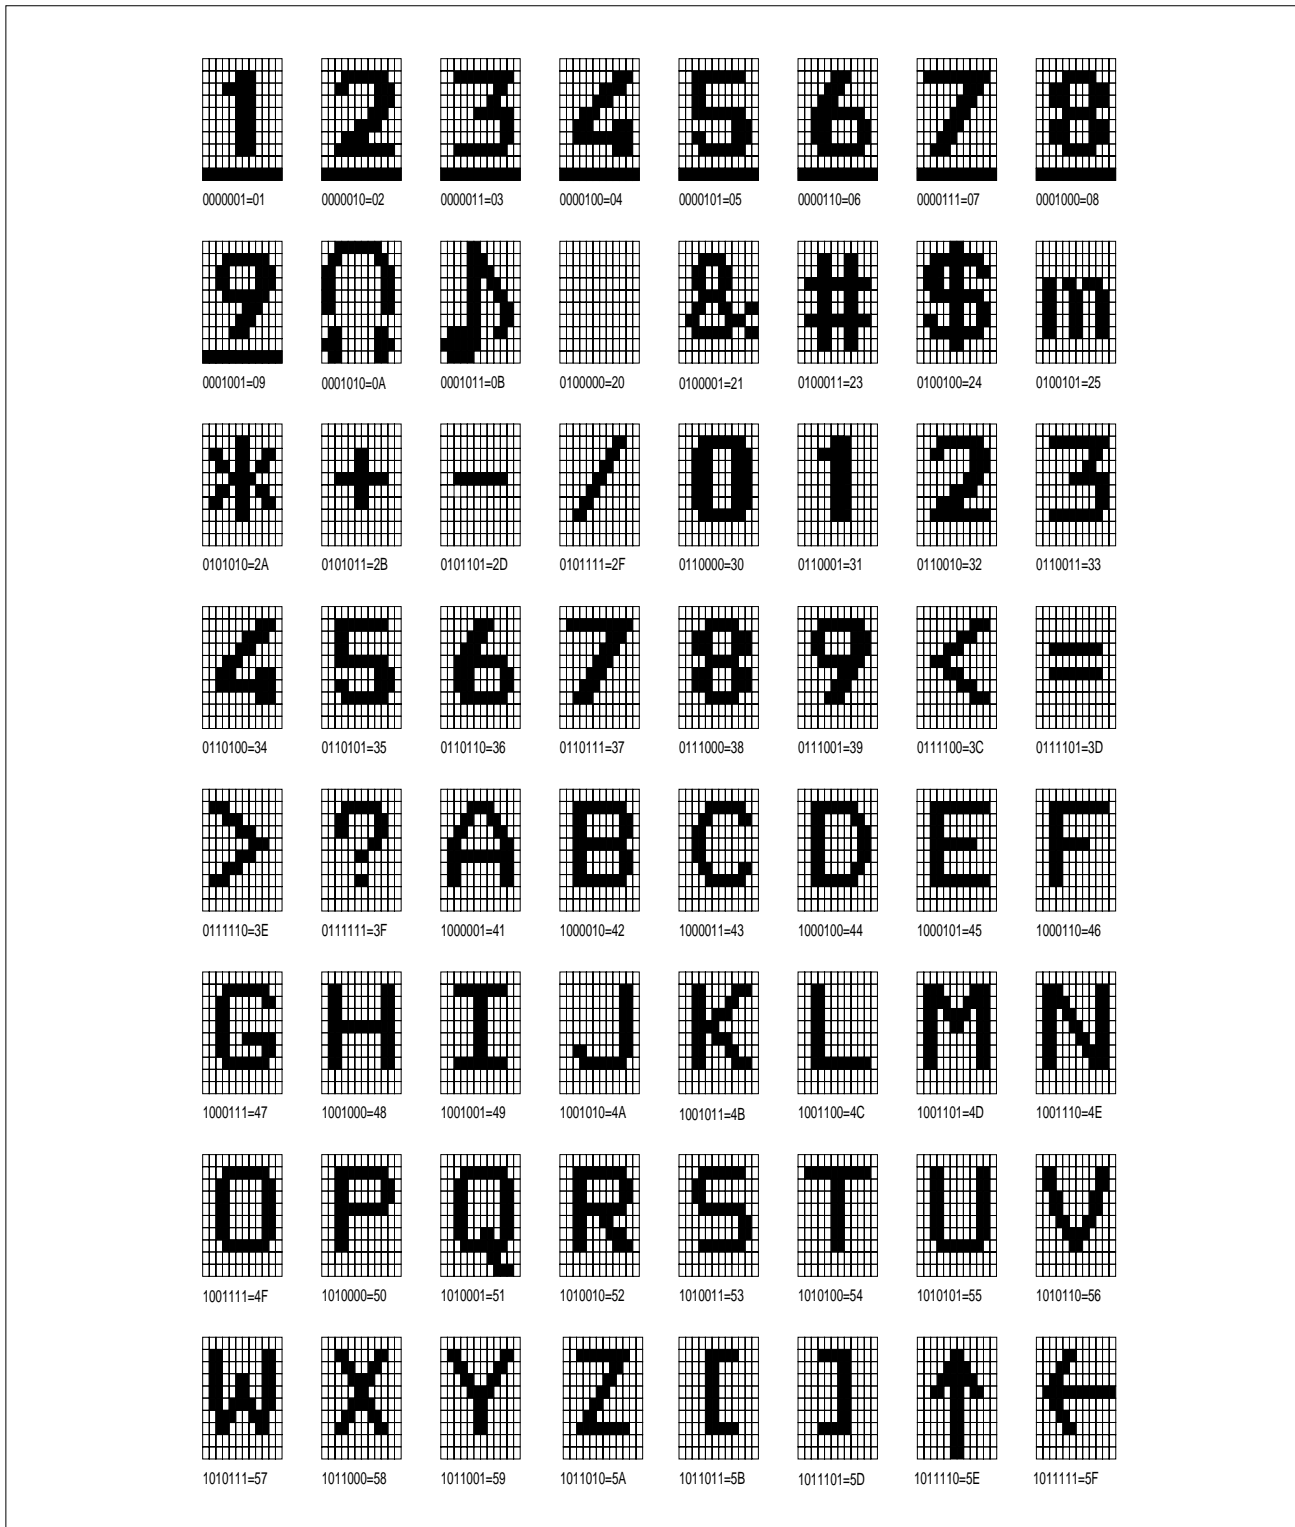 1 2 3 4 5 6 7 8
0000001=01 0000010=02 0000011=03 0000100=04 0000101=05 0000110=06 0000111=07 0001000=08
9 ♪ & # $ m
0001001=09 0001010=0A 0001011=0B 0100000=20 0100001=21 0100011=23 0100100=24 0100101=25
* + - / 0 1 2 3
0101010=2A 0101011=2B 0101101=2D 0101111=2F 0110000=30 0110001=31 0110010=32 0110011=33
4 5 6 7 8 9 < =
0110100=34 0110101=35 0110110=36 0110111=37 0111000=38 0111001=39 0111100=3C 0111101=3D
> ? A B C D E F
0111110=3E 0111111=3F 1000001=41 1000010=42 1000011=43 1000100=44 1000101=45 1000110=46
G H I J K L M N
1000111=47 1001000=48 1001001=49 1001010=4A 1001011=4B 1001100=4C 1001101=4D 1001110=4E
O P Q R S T U V
1001111=4F 1010000=50 1010001=51 1010010=52 1010011=53 1010100=54 1010101=55 1010110=56
W X Y Z [ ] ↑ ←
1010111=57 1011000=58 1011001=59 1011010=5A 1011011=5B 1011101=5D 1011110=5E 1011111=5F